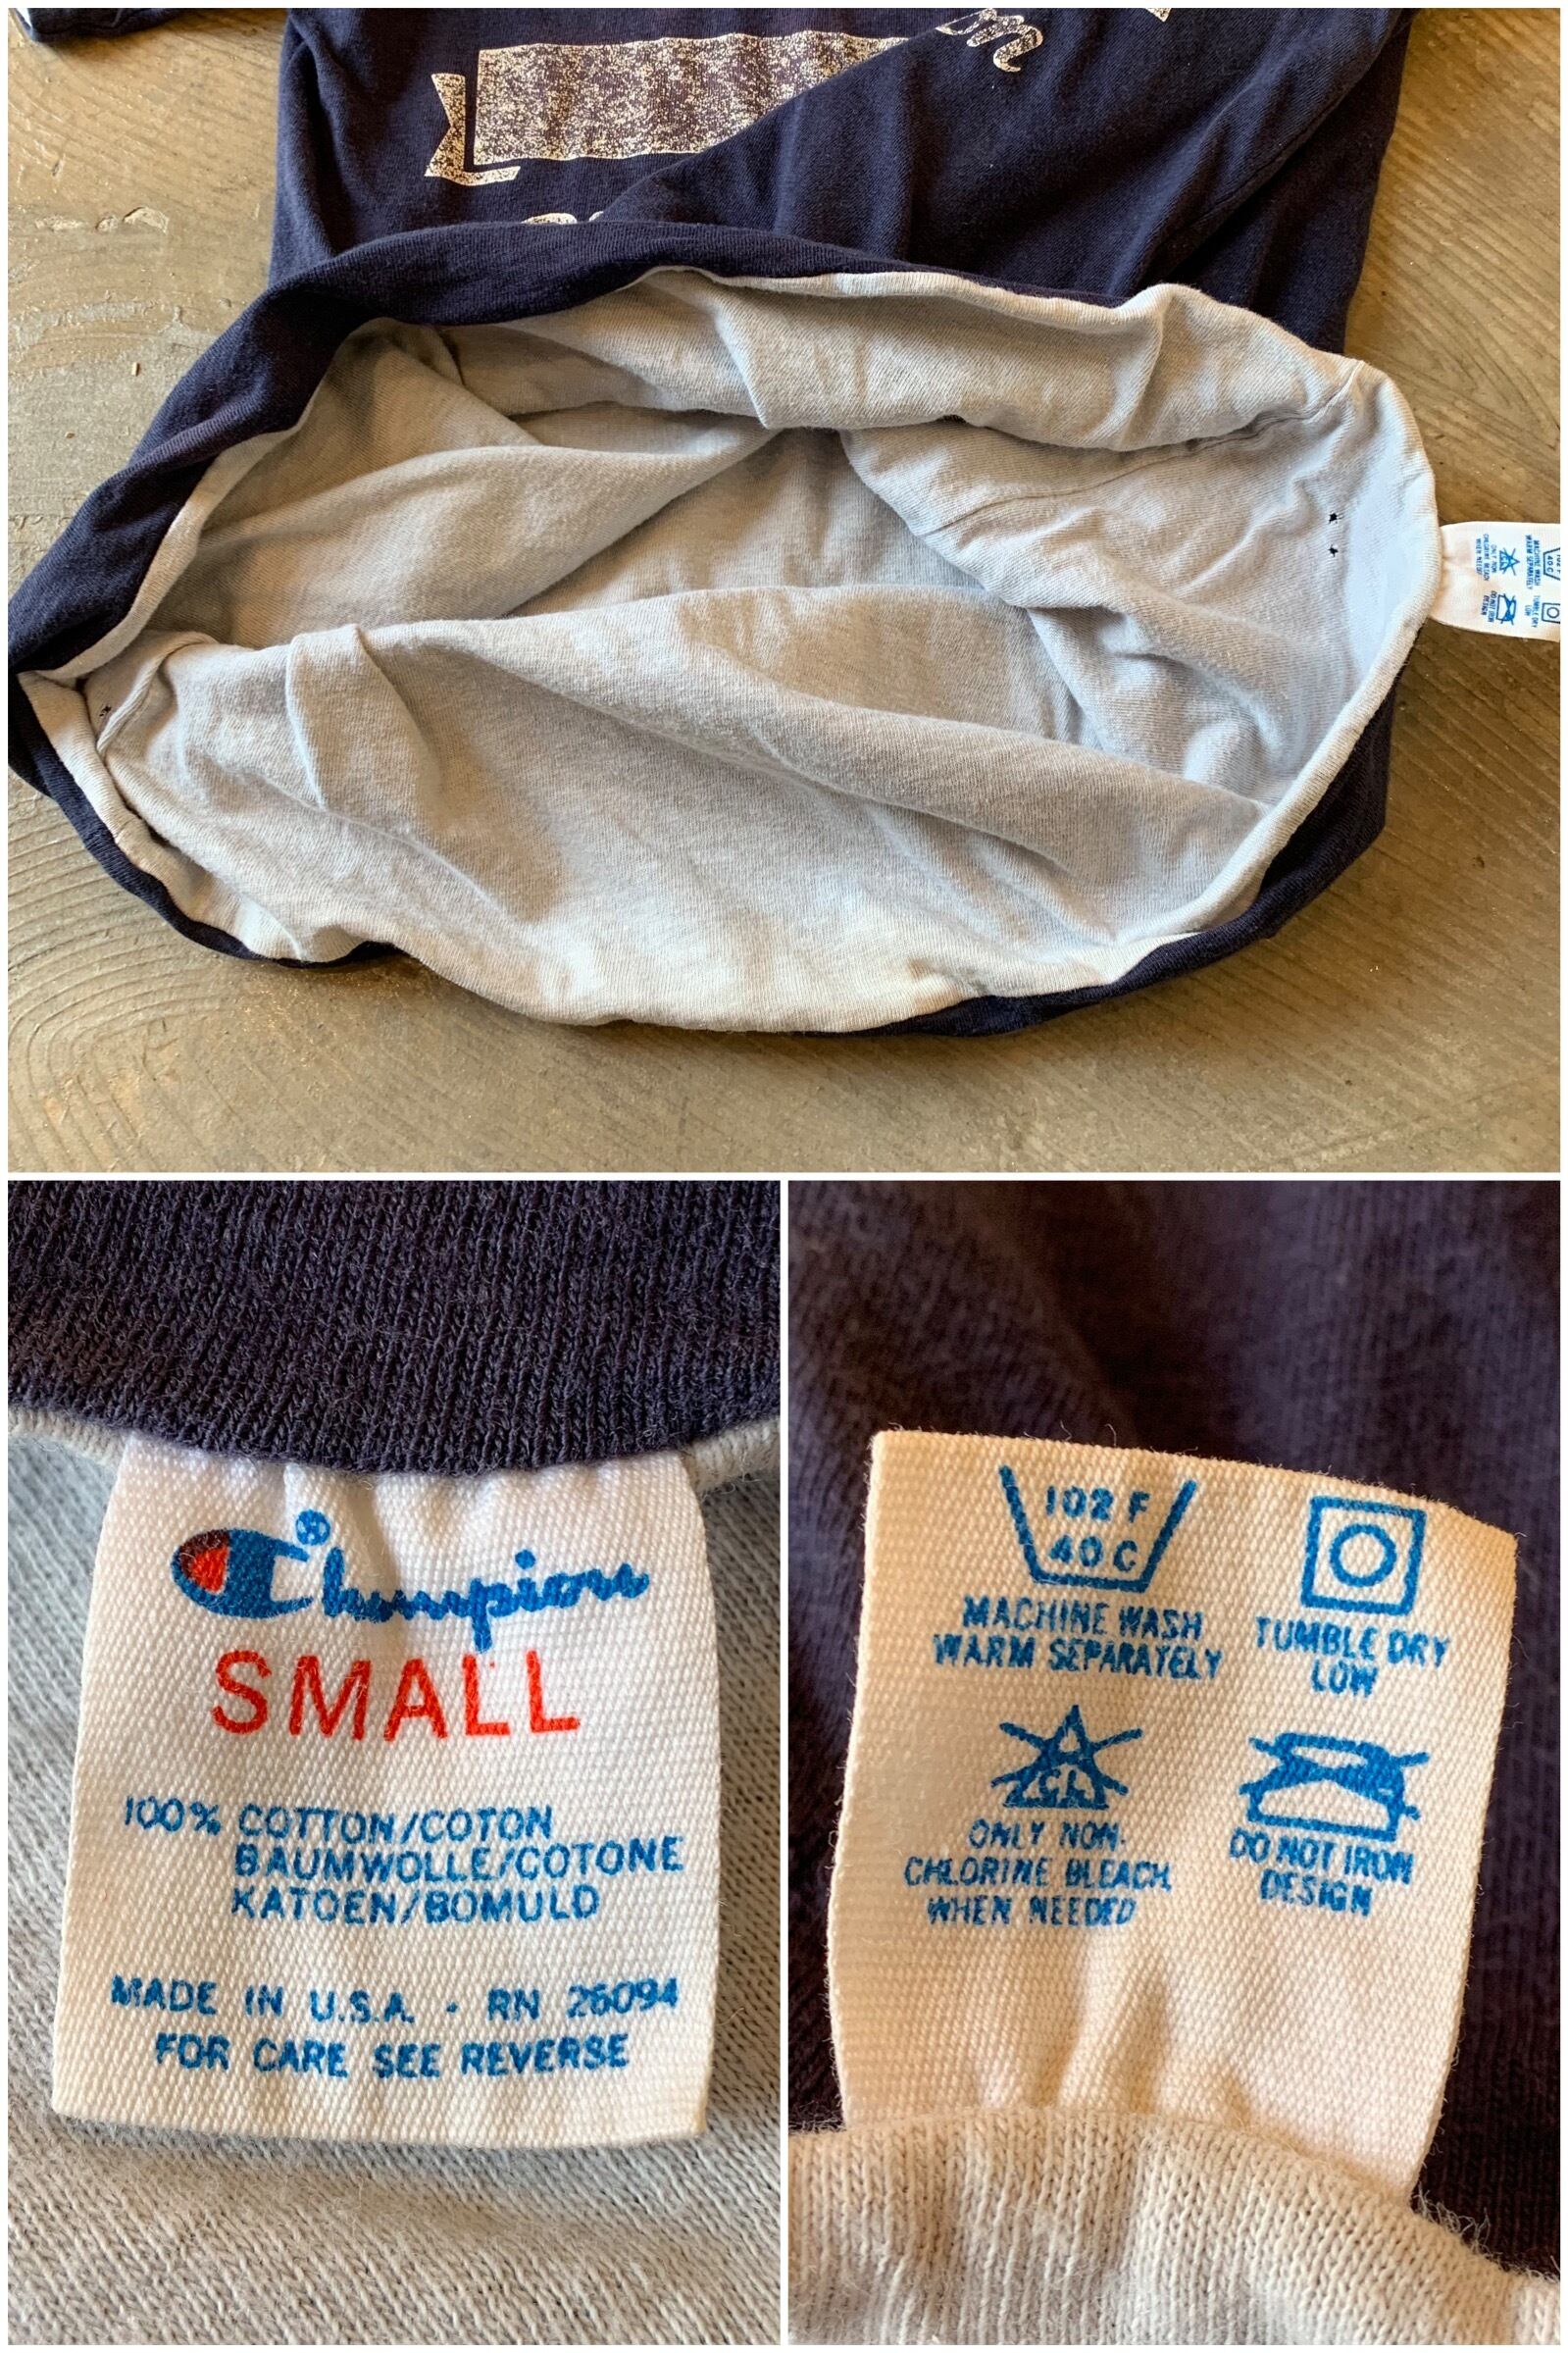 Champion®
SMALL
100% COTTON/COTON
BAUMWOLLE/COTONE
KATOEN/BOMULD
MADE IN U.S.A. - RN 26094
FOR CARE SEE REVERSE
102 F
40 C
MACHINE WASH
WARM SEPARATELY
TUMBLE DRY
LOW
CL
ONLY NON-
CHLORINE BLEACH
WHEN NEEDED
DO NOT IRON
DESIGN